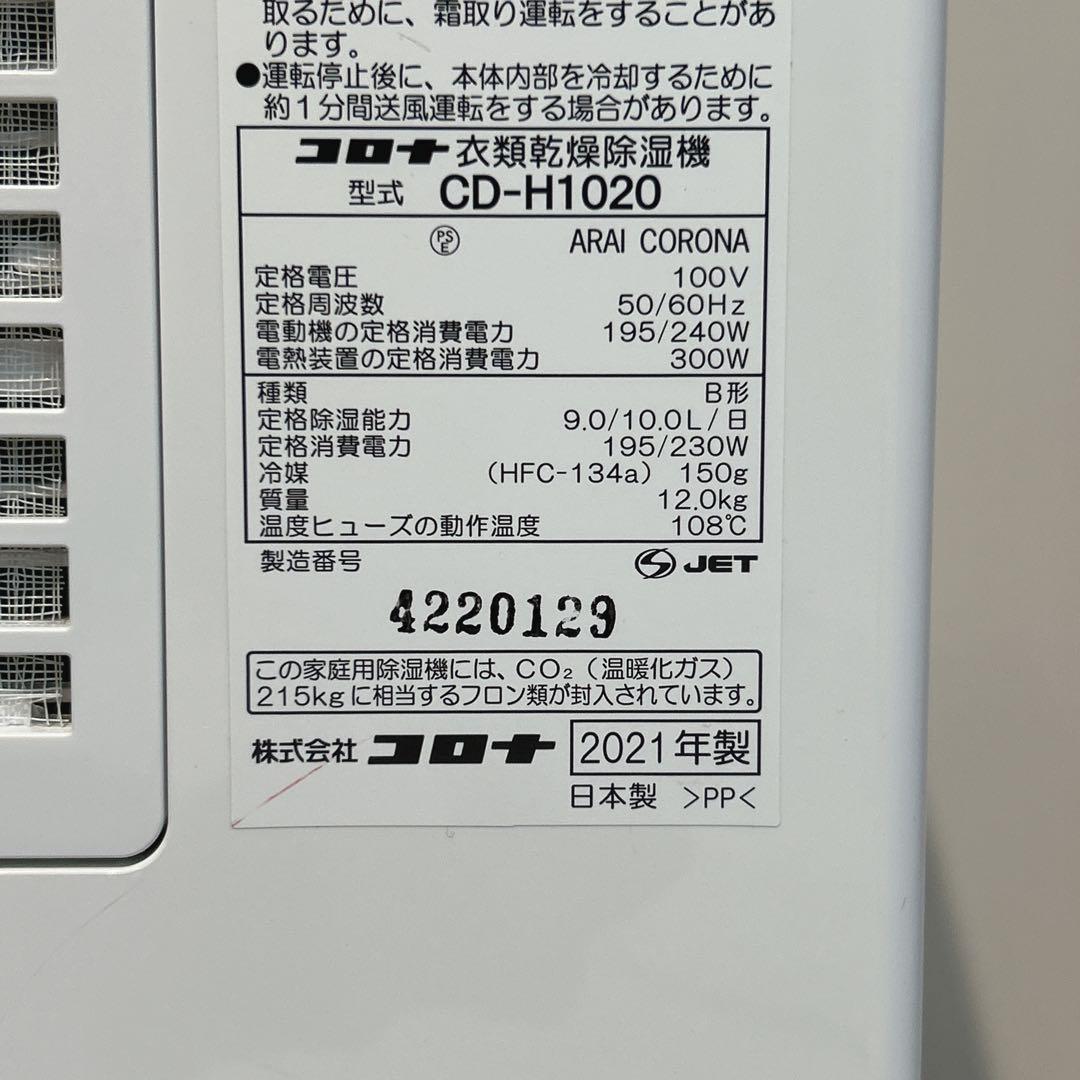 取るために、霜取り運転をすることがあ
ります。
●運転停止後に、本体内部を冷却するために
約1分間送風運転をする場合があります。
コロナ 衣類乾燥除湿機
型式 CD-H1020
PSE ARAI CORONA
定格電圧 100V
定格周波数 50/60Hz
電動機の定格消費電力 195/240W
電熱装置の定格消費電力 300W
種類 B形
定格除湿能力 9.0/10.0L/日
定格消費電力 195/230W
冷媒 (HFC-134a) 150g
質量 12.0kg
温度ヒューズの動作温度 108℃
製造番号 JET
4220129
この家庭用除湿機には、CO₂(温暖化ガス)
215kgに相当するフロン類が封入されています。
株式会社 コロナ 2021年製
日本製 >PP<